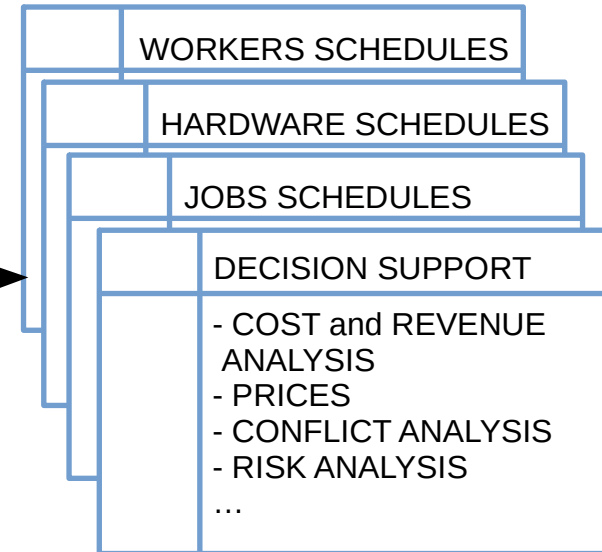 WORKERS SCHEDULES
HARDWARE SCHEDULES
JOBS SCHEDULES
DECISION SUPPORT
- COST and REVENUE
ANALYSIS
- PRICES
- CONFLICT ANALYSIS
- RISK ANALYSIS
...